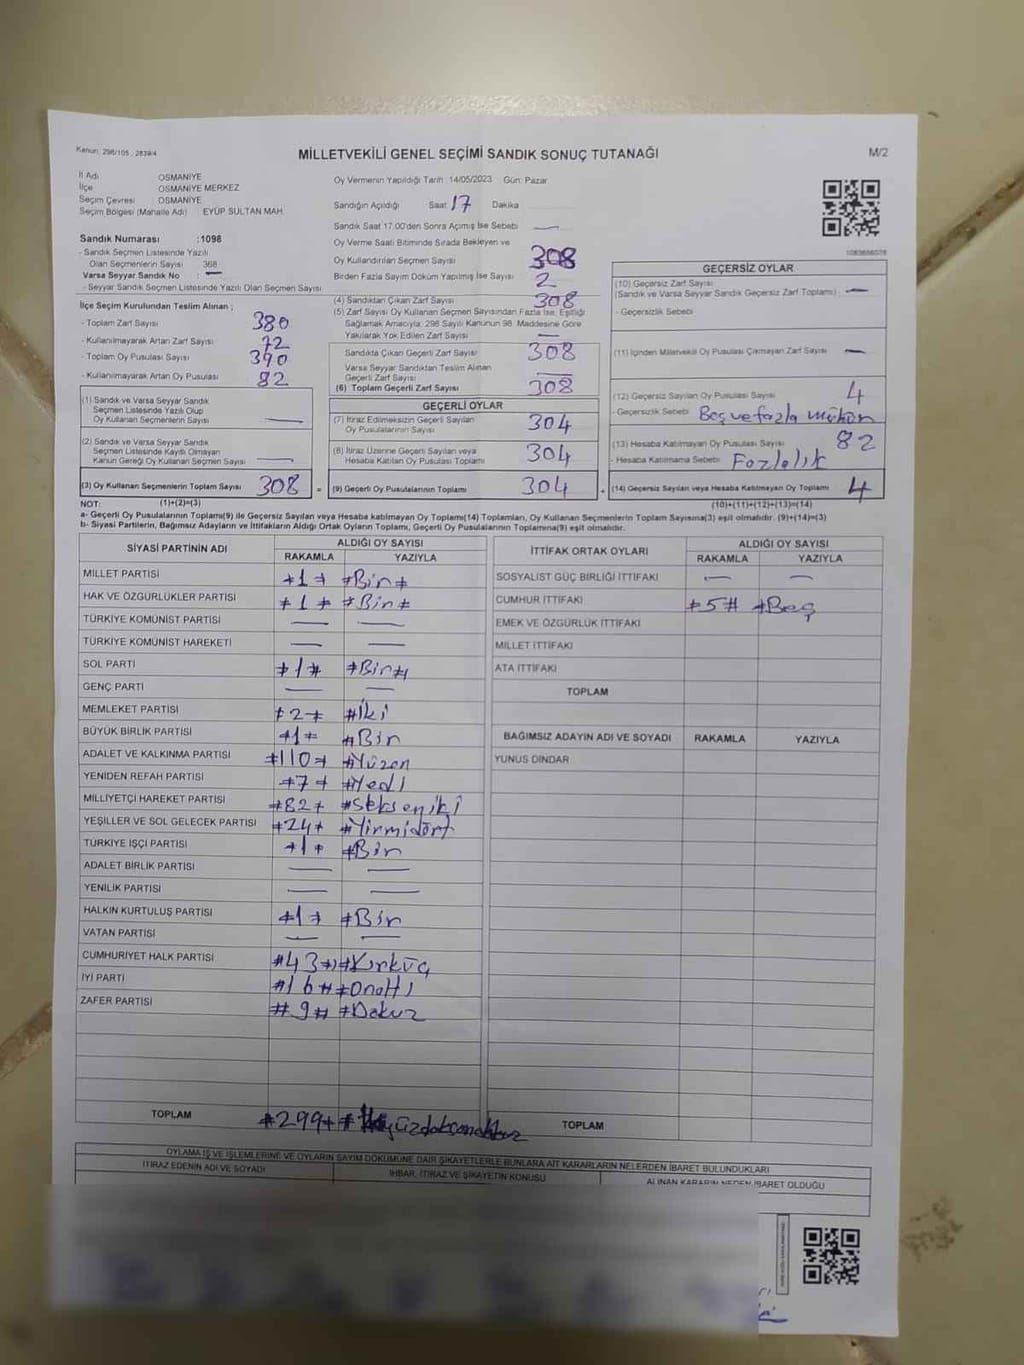 Kanun: 298/105 , 2839/4
MİLLETVEKİLİ GENEL SEÇİMİ SANDIK SONUÇ TUTANAĞI
M/2
İl Adı OSMANİYE
İlçe OSMANİYE MERKEZ
Seçim Çevresi OSMANİYE
Seçim Bölgesi (Mahalle Adı) EYÜP SULTAN MAH.
Sandık Numarası :1098
- Sandık Seçmen Listesinde Yazılı
Olan Seçmenlerin Sayısı 368
Varsa Seyyar Sandık No : —
- Seyyar Sandık Seçmen Listesinde Yazılı Olan Seçmen Sayısı
İlçe Seçim Kurulundan Teslim Alınan ;
- Toplam Zarf Sayısı 380
- Kullanılmayarak Artan Zarf Sayısı 72
- Toplam Oy Pusulası Sayısı 390
- Kullanılmayarak Artan Oy Pusulası 82
(1) Sandık ve Varsa Seyyar Sandık
Seçmen Listesinde Yazılı Olup
Oy Kullanan Seçmenlerin Sayısı —
(2) Sandık ve Varsa Seyyar Sandık
Seçmen Listesinde Kayıtlı Olmayan
Kanun Gereği Oy Kullanan Seçmen Sayısı —
(3) Oy Kullanan Seçmenlerin Toplam Sayısı 308 =
Oy Vermenin Yapıldığı Tarih :14/05/2023 Gün: Pazar
Sandığın Açıldığı Saat 17 Dakika
Sandık Saat 17.00'den Sonra Açımış İse Sebebi —
Oy Verme Saati Bitiminde Sırada Bekleyen ve
Oy Kullandırılan Seçmen Sayısı 308
Birden Fazla Sayım Döküm Yapılmış İse Sayısı 2
(4) Sandıktan Çıkan Zarf Sayısı 308
(5) Zarf Sayısı Oy Kullanan Seçmen Sayısından Fazla İse, Eşitliği
Sağlamak Amacıyla, 298 Sayılı Kanunun 98. Maddesine Göre
Yakılarak Yok Edilen Zarf Sayısı —
Sandıkta Çıkan Geçerli Zarf Sayısı 308
Varsa Seyyar Sandıktan Teslim Alınan
Geçerli Zarf Sayısı —
(6) Toplam Geçerli Zarf Sayısı 308
GEÇERLİ OYLAR
(7) İtiraz Edilmeksizin Geçerli Sayılan
Oy Pusulalarının Sayısı 304
(8) İtiraz Üzerine Geçerli Sayılan veya
Hesaba Katılan Oy Pusulası Toplamı 304
(9) Geçerli Oy Pusulalarının Toplamı 304 +
GEÇERSİZ OYLAR
(10) Geçersiz Zarf Sayısı
(Sandık ve Varsa Seyyar Sandık Geçersiz Zarf Toplamı) —
- Geçersizlik Sebebi
(11) İçinden Milletvekili Oy Pusulası Çıkmayan Zarf Sayısı —
(12) Geçersiz Sayılan Oy Pusulası Sayısı 4
- Geçersizlik Sebebi Boş ve fazla mühür
(13) Hesaba Katılmayan Oy Pusulası Sayısı 82
- Hesaba Katılmama Sebebi Fazlalık
(14) Geçersiz Sayılan veya Hesaba Katılmayan Oy Toplamı 4
NOT: (1)+(2)=(3) (10)+(11)+(12)+(13)=(14)
a- Geçerli Oy Pusulalarının Toplamı(9) ile Geçersiz Sayılan veya Hesaba katılmayan Oy Toplamı(14) Toplamları, Oy Kullanan Seçmenlerin Toplam Sayısına(3) eşit olmalıdır. (9)+(14)=(3)
b- Siyasi Partilerin, Bağımsız Adayların ve İttifakların Aldığı Ortak Oyların Toplamı, Geçerli Oy Pusulalarının Toplamına(9) eşit olmalıdır.
SİYASİ PARTİNİN ADI ALDIĞI OY SAYISI
RAKAMLA YAZIYLA
MİLLET PARTİSİ #1# #Bir#
HAK VE ÖZGÜRLÜKLER PARTİSİ #1# #Bir#
TÜRKİYE KOMÜNİST PARTİSİ — —
TÜRKİYE KOMÜNİST HAREKETİ — —
SOL PARTİ #1# #Bir#
GENÇ PARTİ — —
MEMLEKET PARTİSİ #2# #İki
BÜYÜK BİRLİK PARTİSİ #1# #Bir
ADALET VE KALKINMA PARTİSİ #110# #Yüzon
YENİDEN REFAH PARTİSİ #7# #Yedi
MİLLİYETÇİ HAREKET PARTİSİ #82# #Seksen iki
YEŞİLLER VE SOL GELECEK PARTİSİ #24# #Yirmidört
TÜRKİYE İŞÇİ PARTİSİ #1# #Bir
ADALET BİRLİK PARTİSİ — —
YENİLİK PARTİSİ — —
HALKIN KURTULUŞ PARTİSİ #1# #Bir
VATAN PARTİSİ — —
CUMHURİYET HALK PARTİSİ #43# #Kırküç
İYİ PARTİ #16# #Onaltı
ZAFER PARTİSİ #9# #Dokuz
TOPLAM #299#
İTTİFAK ORTAK OYLARI ALDIĞI OY SAYISI
RAKAMLA YAZIYLA
SOSYALİST GÜÇ BİRLİĞİ İTTİFAKI — —
CUMHUR İTTİFAKI #5# #Beş
EMEK VE ÖZGÜRLÜK İTTİFAKI
MİLLET İTTİFAKI
ATA İTTİFAKI
TOPLAM
BAĞIMSIZ ADAYIN ADI VE SOYADI RAKAMLA YAZIYLA
YUNUS DİNDAR
TOPLAM
OYLAMA İŞ VE İŞLEMLERİNE VE OYLARIN SAYIM DÖKÜMÜNE DAİR ŞİKAYETLERLE BUNLARA AİT KARARLARIN NELERDEN İBARET BULUNDUKLARI
İTİRAZ EDENİN ADI VE SOYADI İHBAR, İTİRAZ VE ŞİKAYETİN KONUSU ALINAN KARARIN NEDEN İBARET OLDUĞU